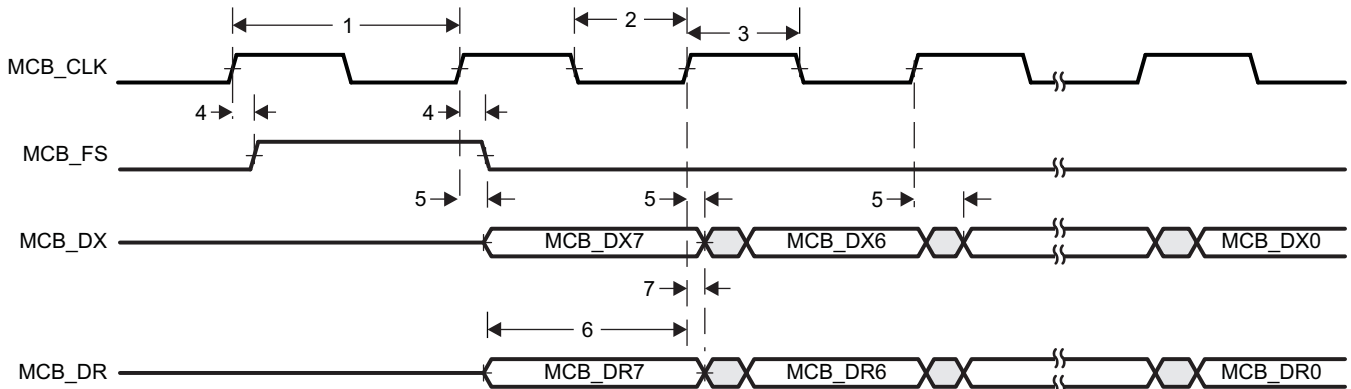 1
2
3
MCB_CLK
4
4
MCB_FS
5
5
5
MCB_DX
MCB_DX7
MCB_DX6
MCB_DX0
7
6
MCB_DR
MCB_DR7
MCB_DR6
MCB_DR0